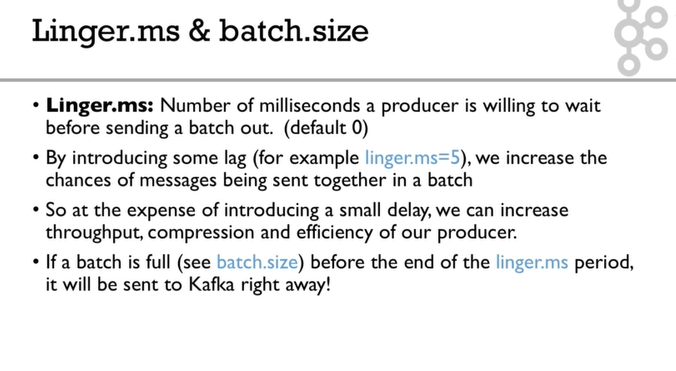 Linger.ms & batch.size
• Linger.ms: Number of milliseconds a producer is willing to wait
before sending a batch out. (default 0)
• By introducing some lag (for example linger.ms=5), we increase the
chances of messages being sent together in a batch
• So at the expense of introducing a small delay, we can increase
throughput, compression and efficiency of our producer.
• If a batch is full (see batch.size) before the end of the linger.ms period,
it will be sent to Kafka right away!